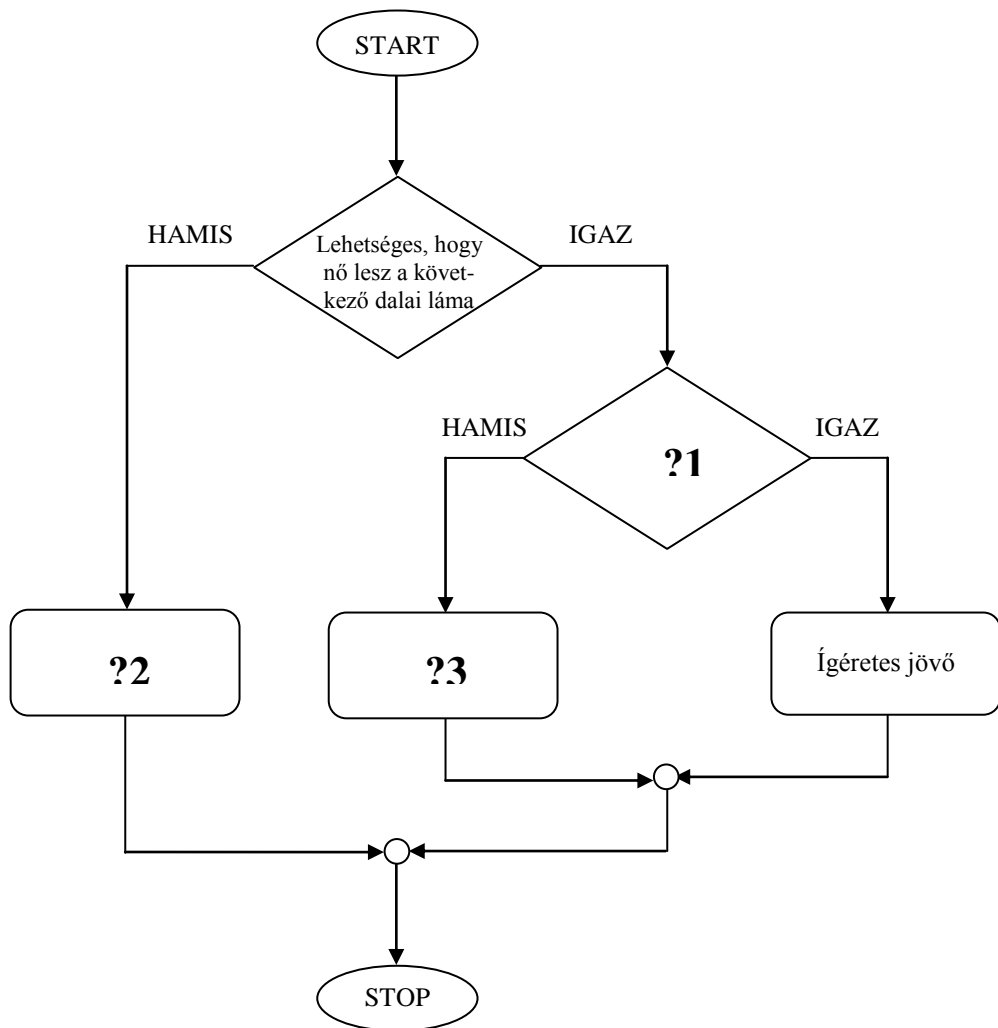 START
HAMIS
IGAZ
Lehetséges, hogy
nő lesz a követ-
kező dalai láma
HAMIS
IGAZ
?1
?2
?3
Ígéretes jövő
STOP